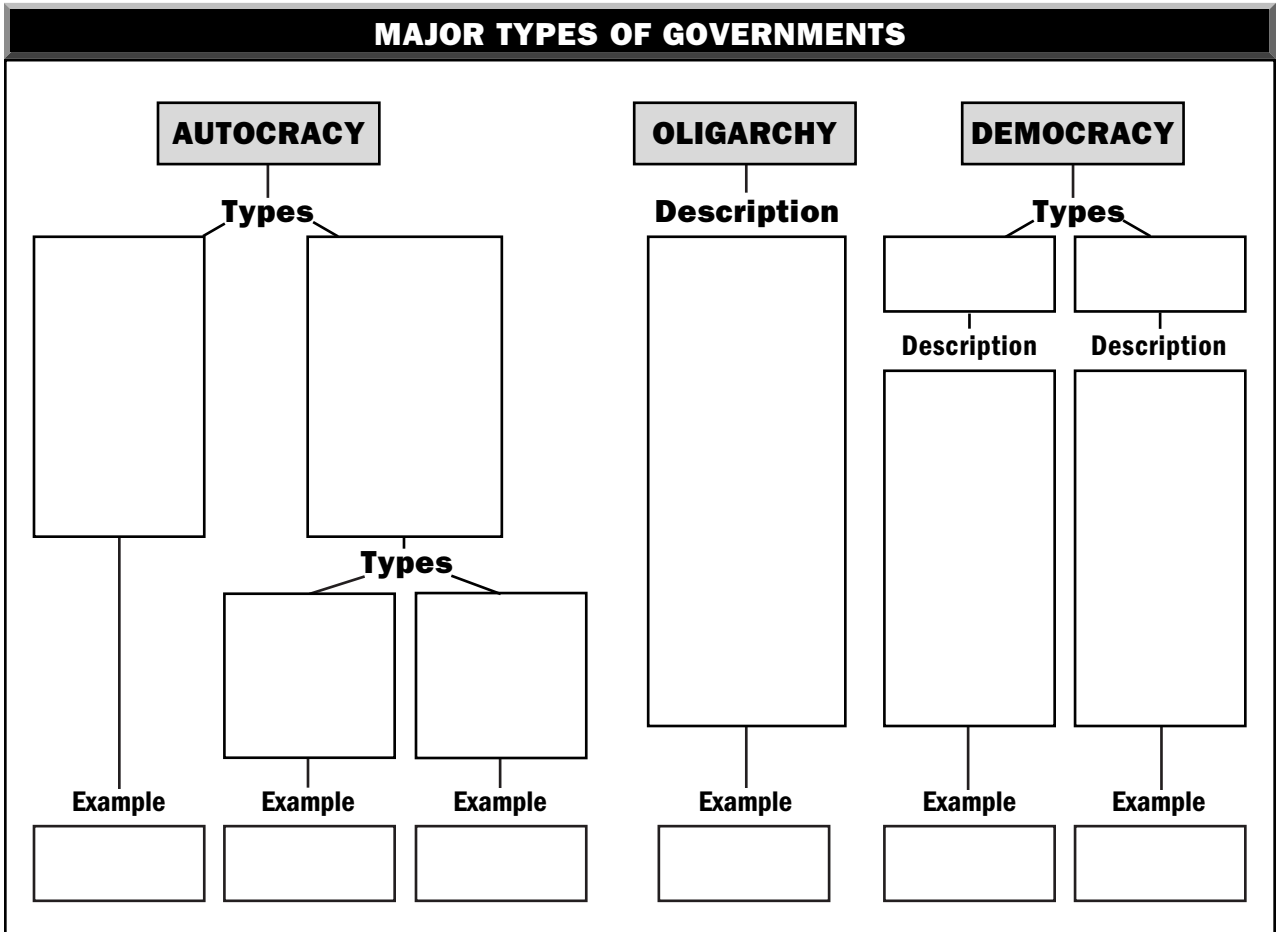 MAJOR TYPES OF GOVERNMENTS
AUTOCRACY
OLIGARCHY
DEMOCRACY
Types
Description
Types
Description
Description
Types
Example
Example
Example
Example
Example
Example